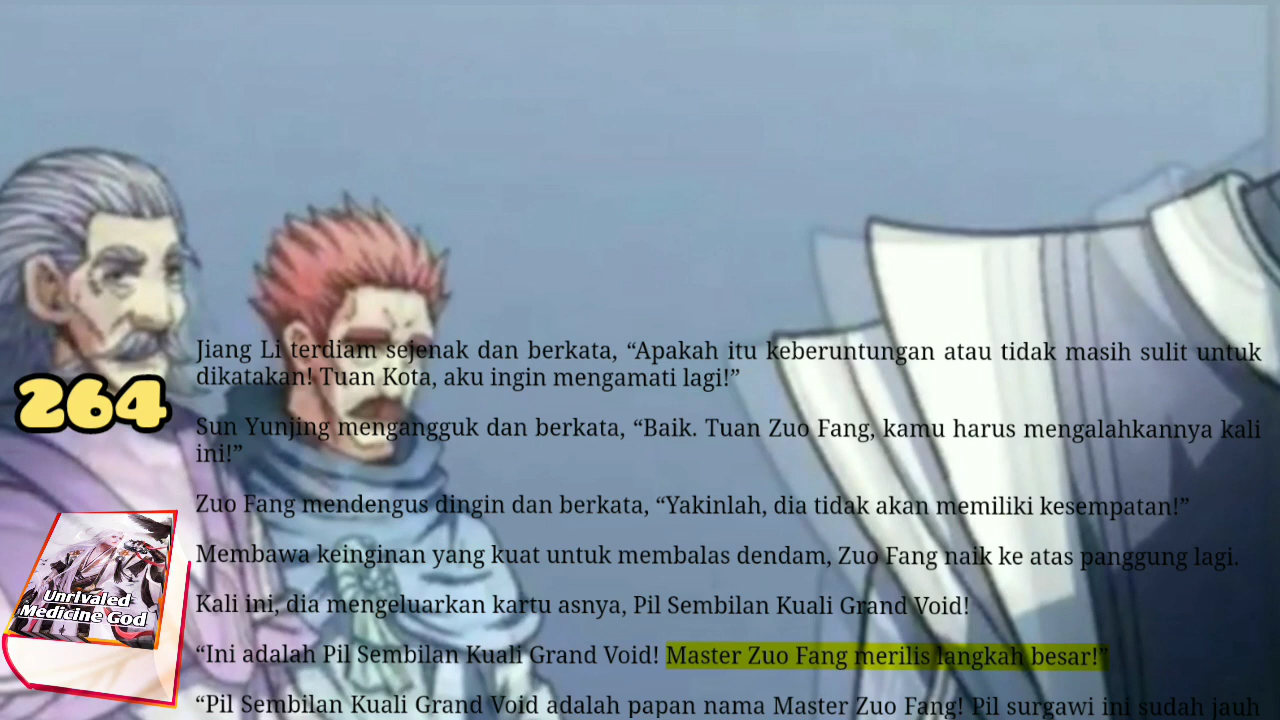 Jiang Li terdiam sejenak dan berkata, “Apakah itu keberuntungan atau tidak masih sulit untuk
dikatakan! Tuan Kota, aku ingin mengamati lagi!”
264
Sun Yunjing mengangguk dan berkata, “Baik. Tuan Zuo Fang, kamu harus mengalahkannya kali
ini!”
Zuo Fang mendengus dingin dan berkata, “Yakinlah, dia tidak akan memiliki kesempatan!”
Membawa keinginan yang kuat untuk membalas dendam, Zuo Fang naik ke atas panggung lagi.
Kali ini, dia mengeluarkan kartu asnya, Pil Sembilan Kuali Grand Void!
Unrivaled
Medicine God
“Ini adalah Pil Sembilan Kuali Grand Void! Master Zuo Fang merilis langkah besar!”
“Pil Sembilan Kuali Grand Void adalah papan nama Master Zuo Fang! Pil surgawi ini sudah jauh